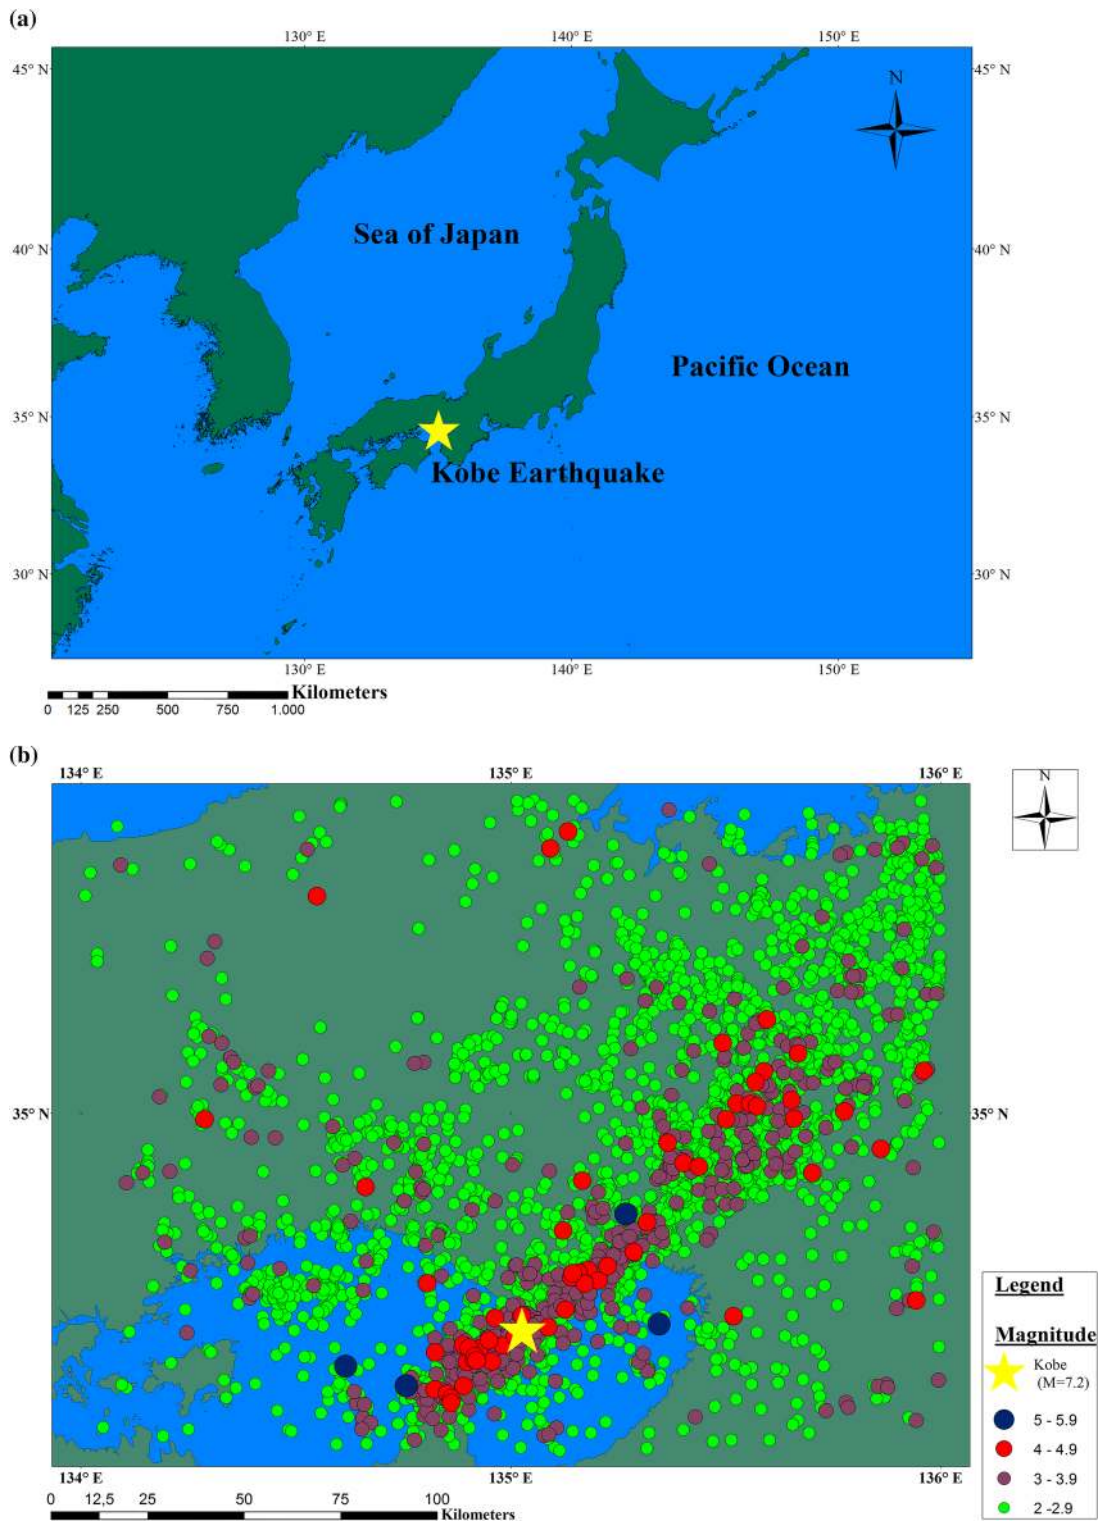 (a)
130° E 140° E 150° E
45° N 45° N
N
Sea of Japan
40° N 40° N
Pacific Ocean
35° N 35° N
Kobe Earthquake
30° N 30° N
130° E 140° E 150° E
Kilometers
0 125 250 500 750 1.000
(b)
134° E 135° E 136° E
N
35° N 35° N
Legend
Magnitude
Kobe
(M=7.2)
5 - 5.9
4 - 4.9
3 - 3.9
2 -2.9
134° E 135° E 136° E
0 12,5 25 50 75 100
Kilometers